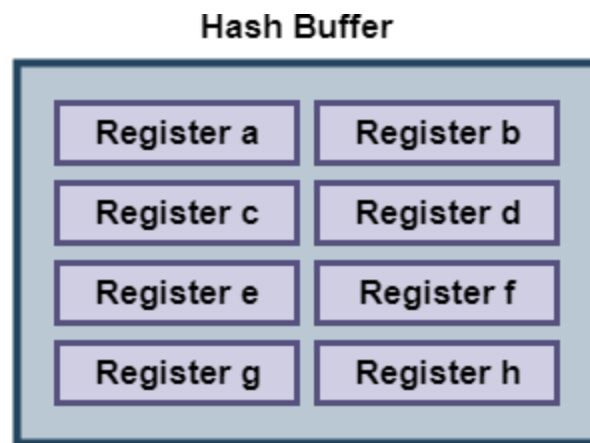 Hash Buffer
Register a
Register b
Register c
Register d
Register e
Register f
Register g
Register h